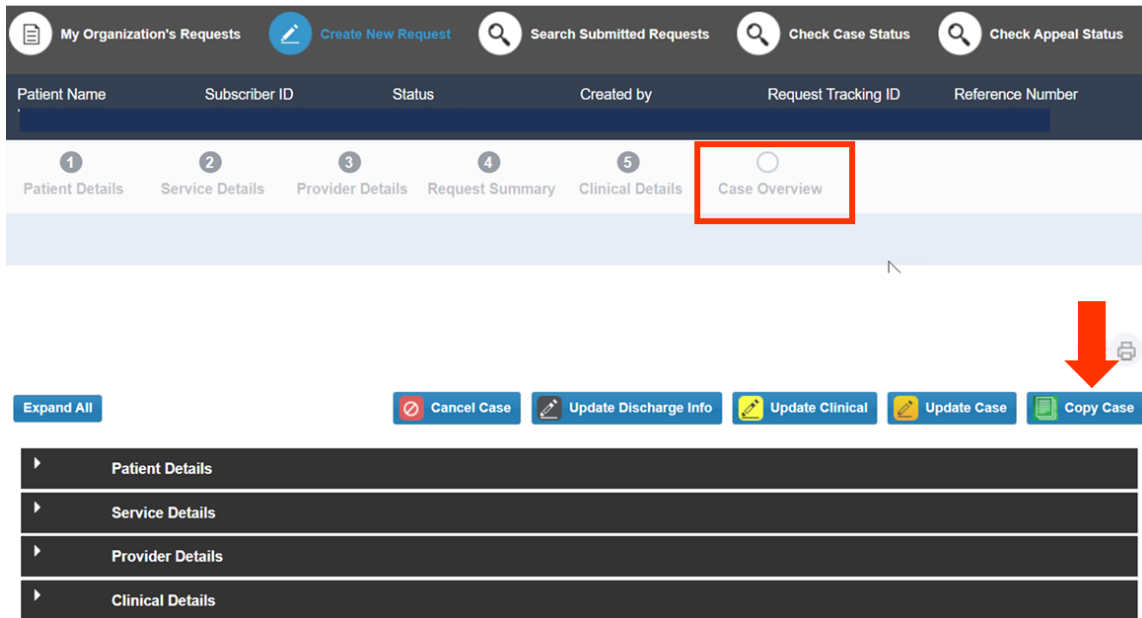 My Organization's Requests Create New Request Search Submitted Requests Check Case Status Check Appeal Status
Patient Name Subscriber ID Status Created by Request Tracking ID Reference Number
1 2 3 4 5
Patient Details Service Details Provider Details Request Summary Clinical Details Case Overview
Expand All Cancel Case Update Discharge Info Update Clinical Update Case Copy Case
Patient Details
Service Details
Provider Details
Clinical Details